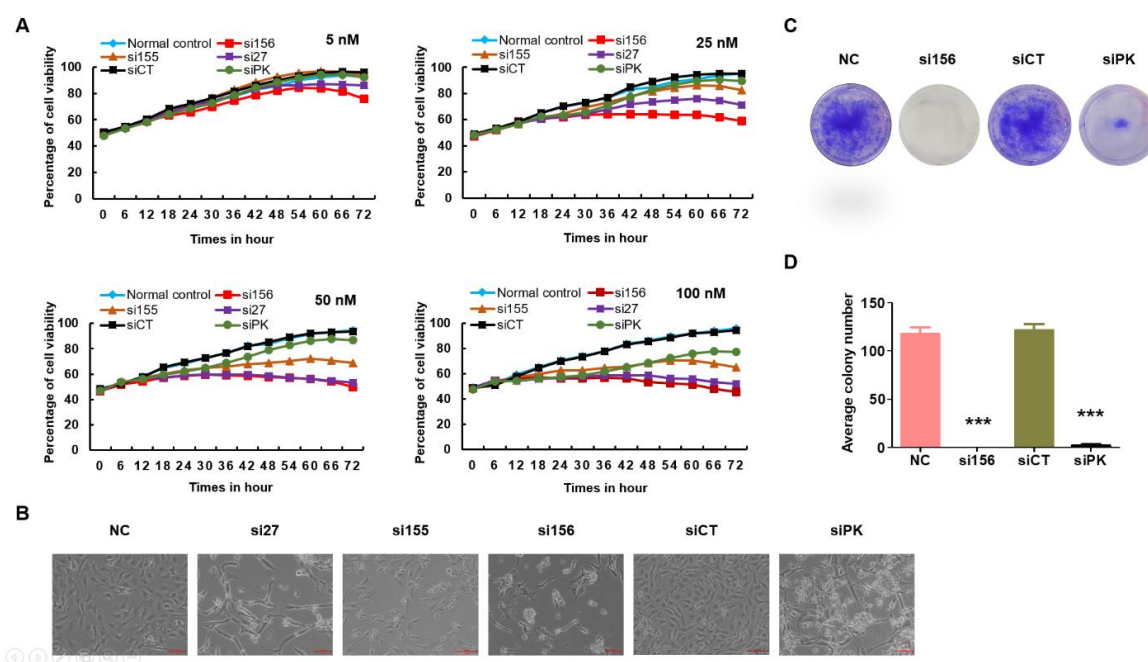 A
Normal control si156 5 nM
si155 si27
siCT siPK
Percentage of cell viability
100
80
60
40
20
0
0 6 12 18 24 30 36 42 48 54 60 66 72
Times in hour
Normal control si156 25 nM
si155 si27
siCT siPK
Percentage of cell viability
100
80
60
40
20
0
0 6 12 18 24 30 36 42 48 54 60 66 72
Times in hour
Normal control si156 50 nM
si155 si27
siCT siPK
Percentage of cell viability
100
80
60
40
20
0
0 6 12 18 24 30 36 42 48 54 60 66 72
Times in hour
Normal control si156 100 nM
si155 si27
siCT siPK
Percentage of cell viability
100
80
60
40
20
0
0 6 12 18 24 30 36 42 48 54 60 66 72
Times in hour
B
NC si27 si155 si156 siCT siPK
C
NC si156 siCT siPK
D
Average colony number
150
100
50
0
*** ***
NC si156 siCT siPK